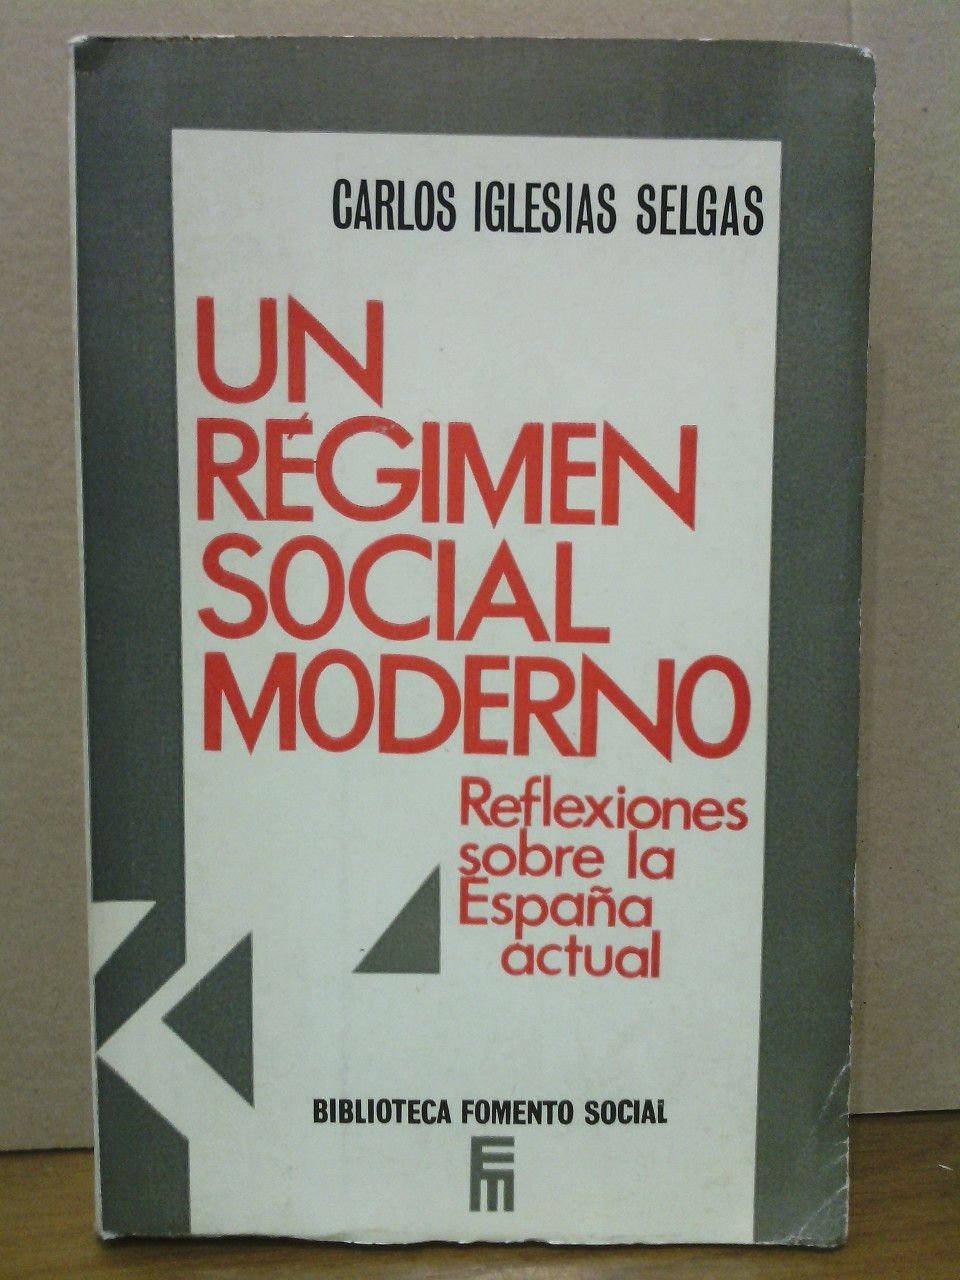 CARLOS IGLESIAS SELGAS
UN
RÉGIMEN
SOCIAL
MODERNO
Reflexiones
sobre la
España
actual
BIBLIOTECA FOMENTO SOCIAL